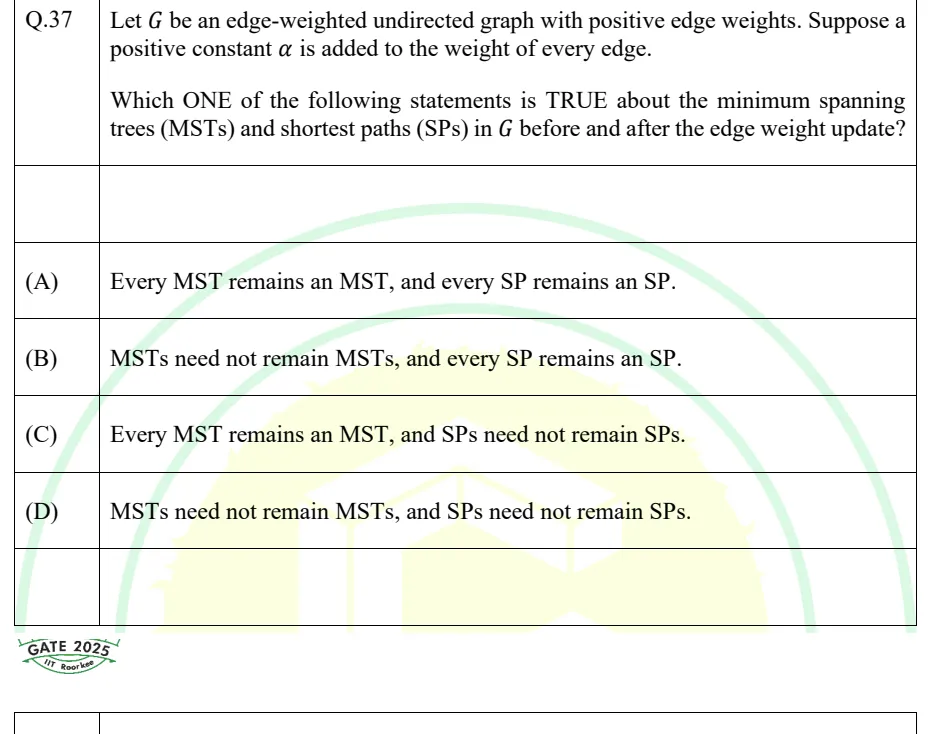 Q.37 Let G be an edge-weighted undirected graph with positive edge weights. Suppose a
positive constant α is added to the weight of every edge.
Which ONE of the following statements is TRUE about the minimum spanning
trees (MSTs) and shortest paths (SPs) in G before and after the edge weight update?
(A) Every MST remains an MST, and every SP remains an SP.
(B) MSTs need not remain MSTs, and every SP remains an SP.
(C) Every MST remains an MST, and SPs need not remain SPs.
(D) MSTs need not remain MSTs, and SPs need not remain SPs.
GATE 2025
IIT Roorkee